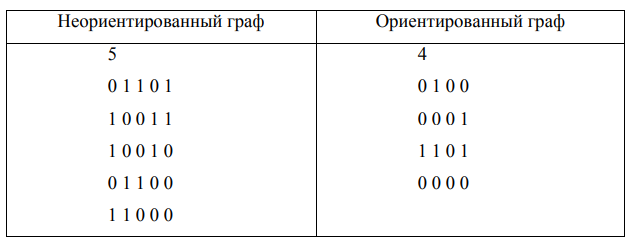 Неориентированный граф Ориентированный граф
5 4
0 1 1 0 1 0 1 0 0
1 0 0 1 1 0 0 0 1
1 0 0 1 0 1 1 0 1
0 1 1 0 0 0 0 0 0
1 1 0 0 0